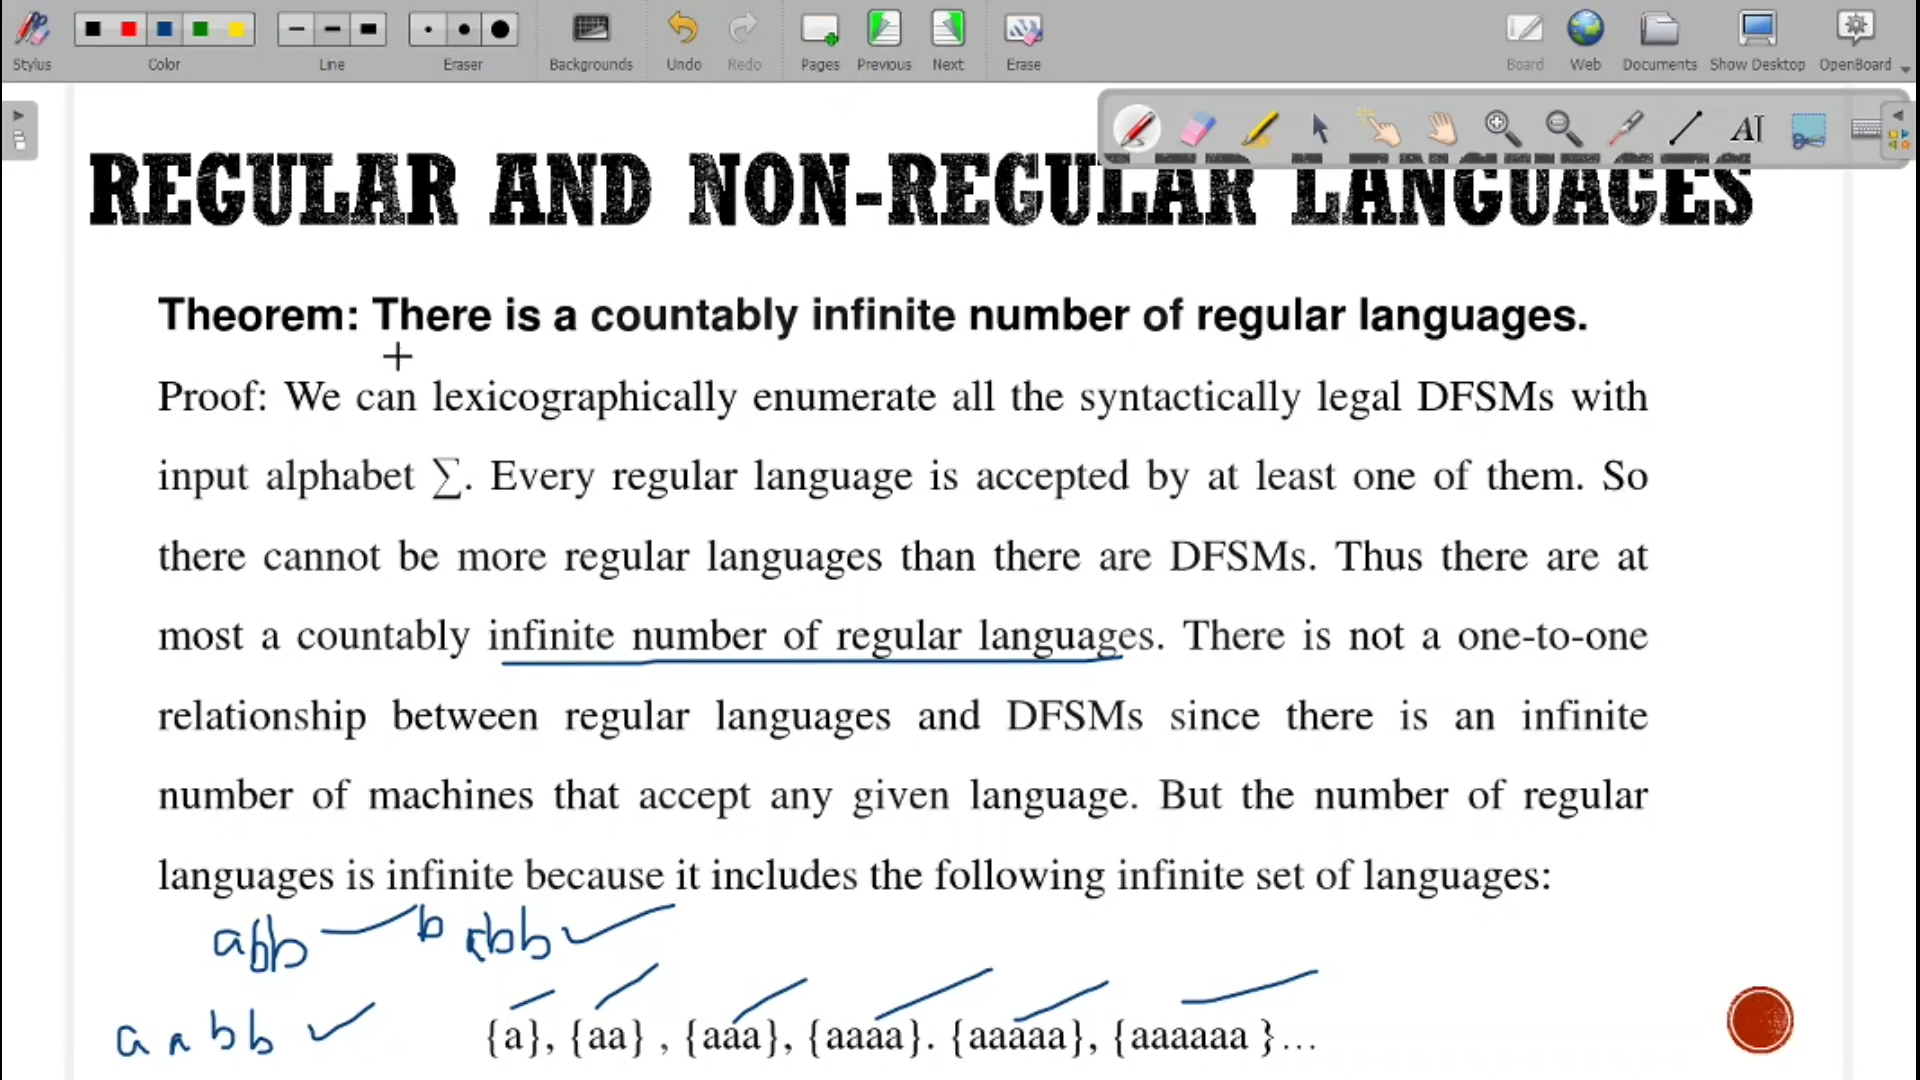 Stylus Color Line Eraser Backgrounds Undo Redo Pages Previous Next Erase Board Web Documents Show Desktop OpenBoard
AI
REGULAR AND NON-REGULAR LANGUAGES
Theorem: There is a countably infinite number of regular languages.
Proof: We can lexicographically enumerate all the syntactically legal DFSMs with
input alphabet ∑. Every regular language is accepted by at least one of them. So
there cannot be more regular languages than there are DFSMs. Thus there are at
most a countably infinite number of regular languages. There is not a one-to-one
relationship between regular languages and DFSMs since there is an infinite
number of machines that accept any given language. But the number of regular
languages is infinite because it includes the following infinite set of languages:
abb b
aabb {a}, {aa} , {aaa}, {aaaa}. {aaaaa}, {aaaaaa }...